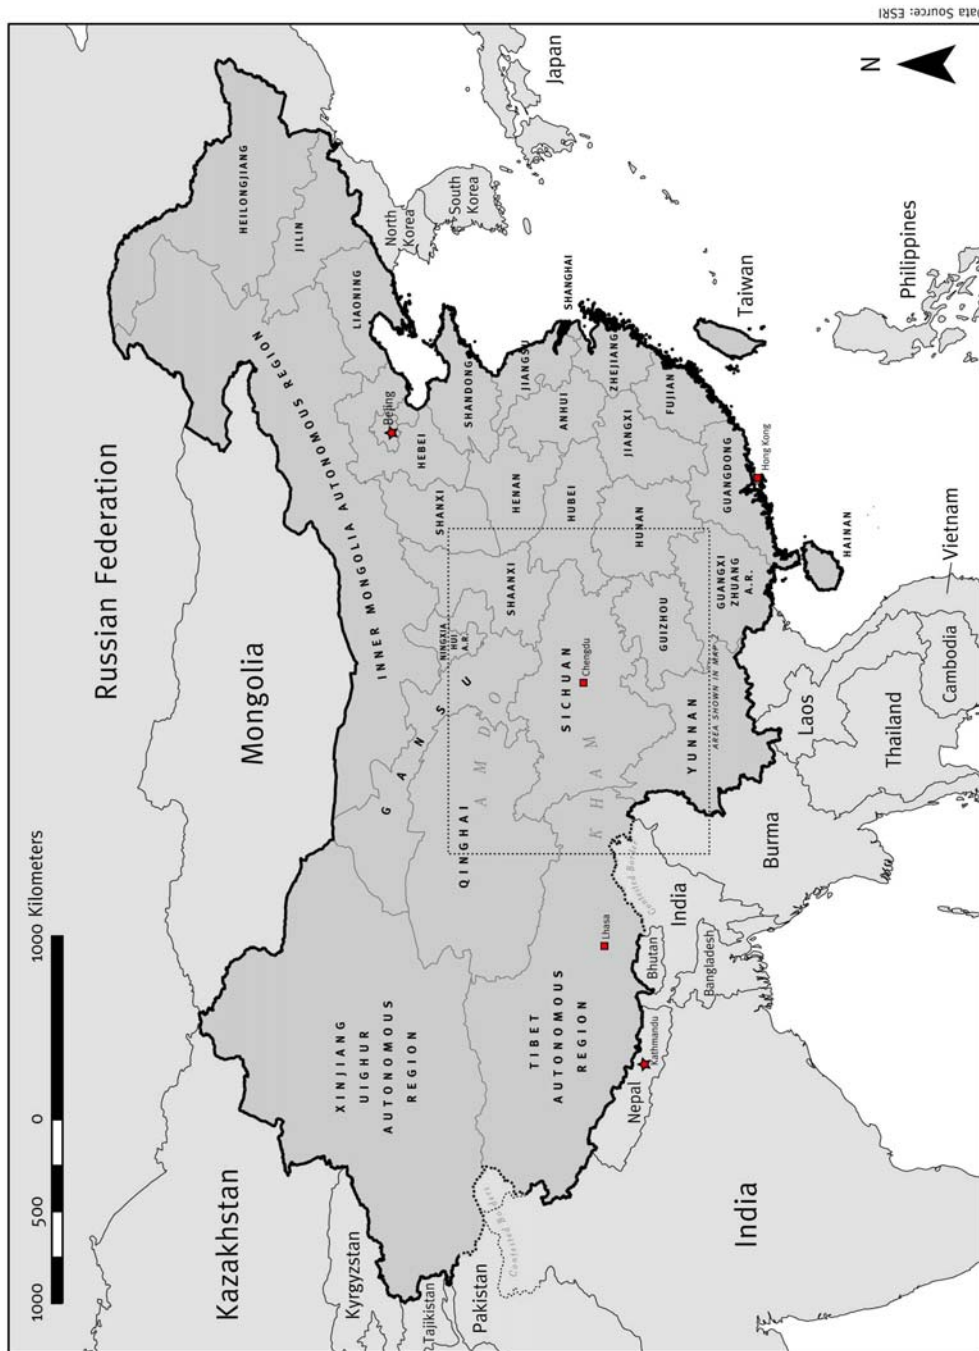 Data Source: ESRI
N
1000
500
0
1000 Kilometers
Russian Federation
Kazakhstan
Mongolia
Kyrgyzstan
Tajikistan
Pakistan
Contested Borders
India
Nepal
Kathmandu
Bhutan
Bangladesh
India
Contested Border
Burma
Laos
Thailand
Cambodia
Vietnam
Philippines
Taiwan
Japan
North
Korea
South
Korea
HEILONGJIANG
JILIN
LIAONING
INNER MONGOLIA AUTONOMOUS REGION
Beijing
HEBEI
SHANDONG
SHANXI
NINGXIA
HUI
A.R.
GANSU
XINJIANG
UIGHUR
AUTONOMOUS
REGION
QINGHAI
AMDO
SHAANXI
HENAN
JIANGSU
SHANGHAI
ANHUI
HUBEI
ZHEJIANG
TIBET
AUTONOMOUS
REGION
Lhasa
KHAM
SICHUAN
Chengdu
HUNAN
JIANGXI
FUJIAN
GUIZHOU
YUNNAN
AREA SHOWN IN MAP 2
GUANGXI
ZHUANG
A.R.
GUANGDONG
Hong Kong
HAINAN